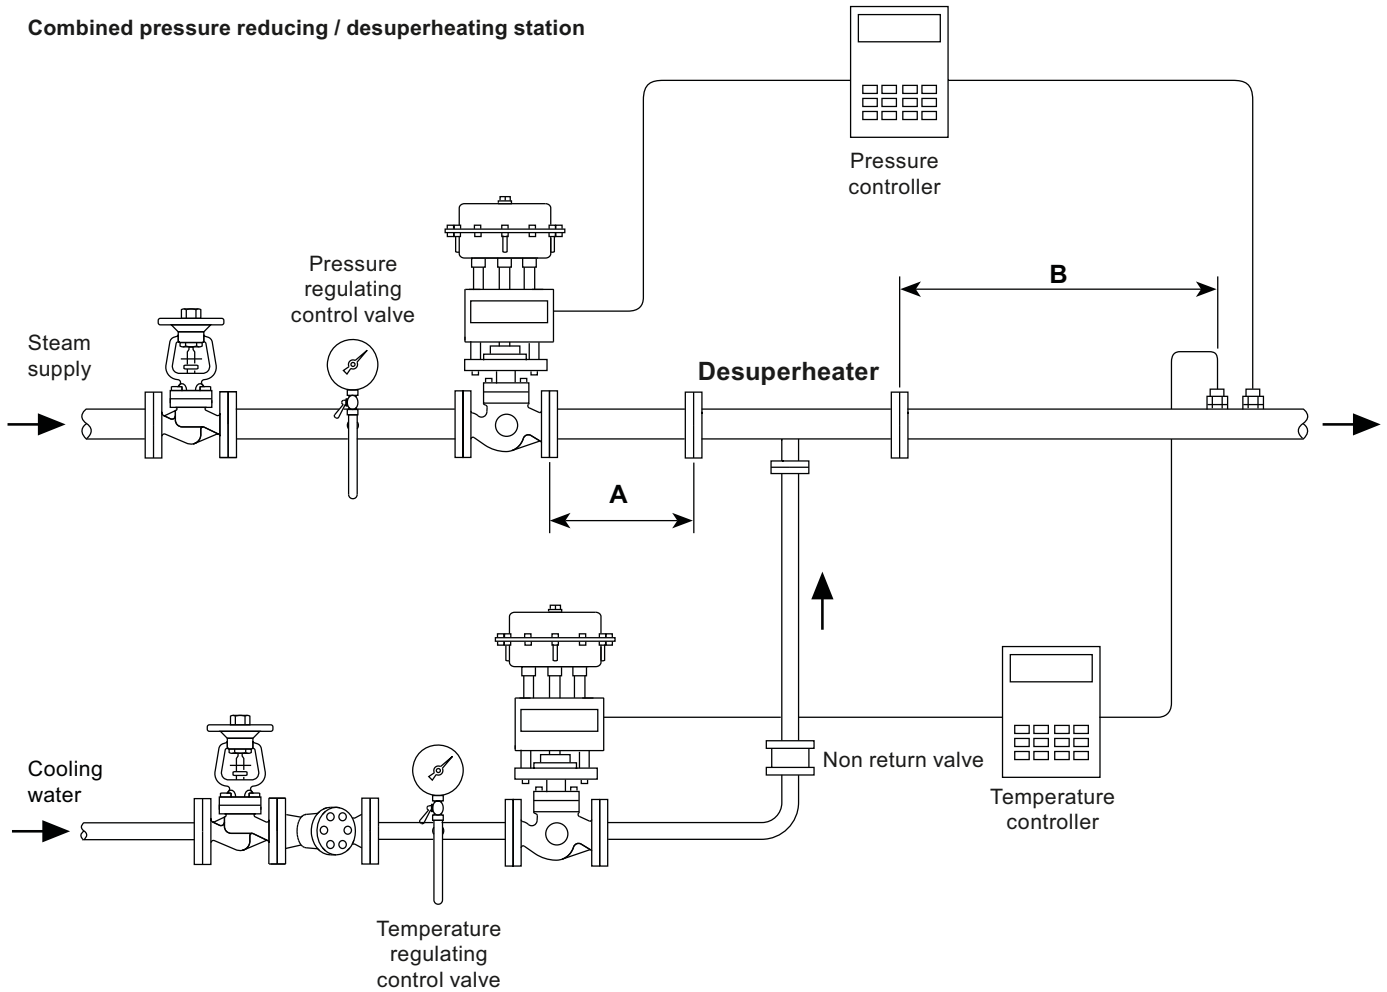 Combined pressure reducing / desuperheating station
Pressure
controller
Pressure
regulating
control valve
B
Steam
supply
Desuperheater
A
Non return valve
Cooling
water
Temperature
controller
Temperature
regulating
control valve